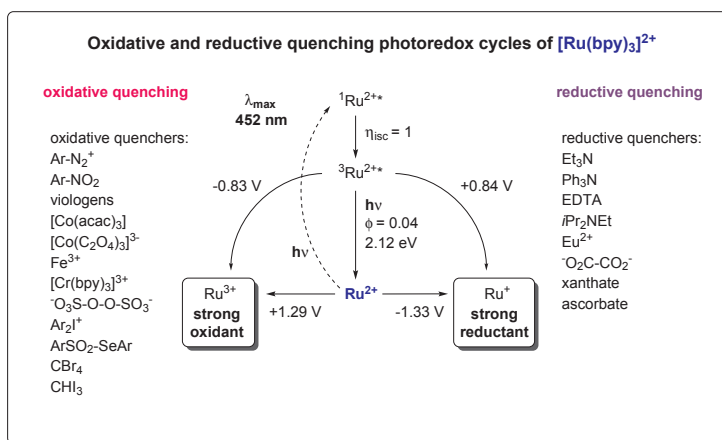 Oxidative and reductive quenching photoredox cycles of [Ru(bpy)₃]²⁺
oxidative quenching
oxidative quenchers:
Ar-N₂⁺
Ar-NO₂
viologens
[Co(acac)₃]
[Co(C₂O₄)₃]³⁻
Fe³⁺
[Cr(bpy)₃]³⁺
⁻O₃S-O-O-SO₃⁻
Ar₂I⁺
ArSO₂-SeAr
CBr₄
CHI₃
λmax
452 nm
¹Ru²⁺*
ηisc = 1
³Ru²⁺*
-0.83 V
+0.84 V
hν
ϕ = 0.04
2.12 eV
hν
Ru³⁺
strong
oxidant
+1.29 V
Ru²⁺
-1.33 V
Ru⁺
strong
reductant
reductive quenching
reductive quenchers:
Et₃N
Ph₃N
EDTA
iPr₂NEt
Eu²⁺
⁻O₂C-CO₂⁻
xanthate
ascorbate